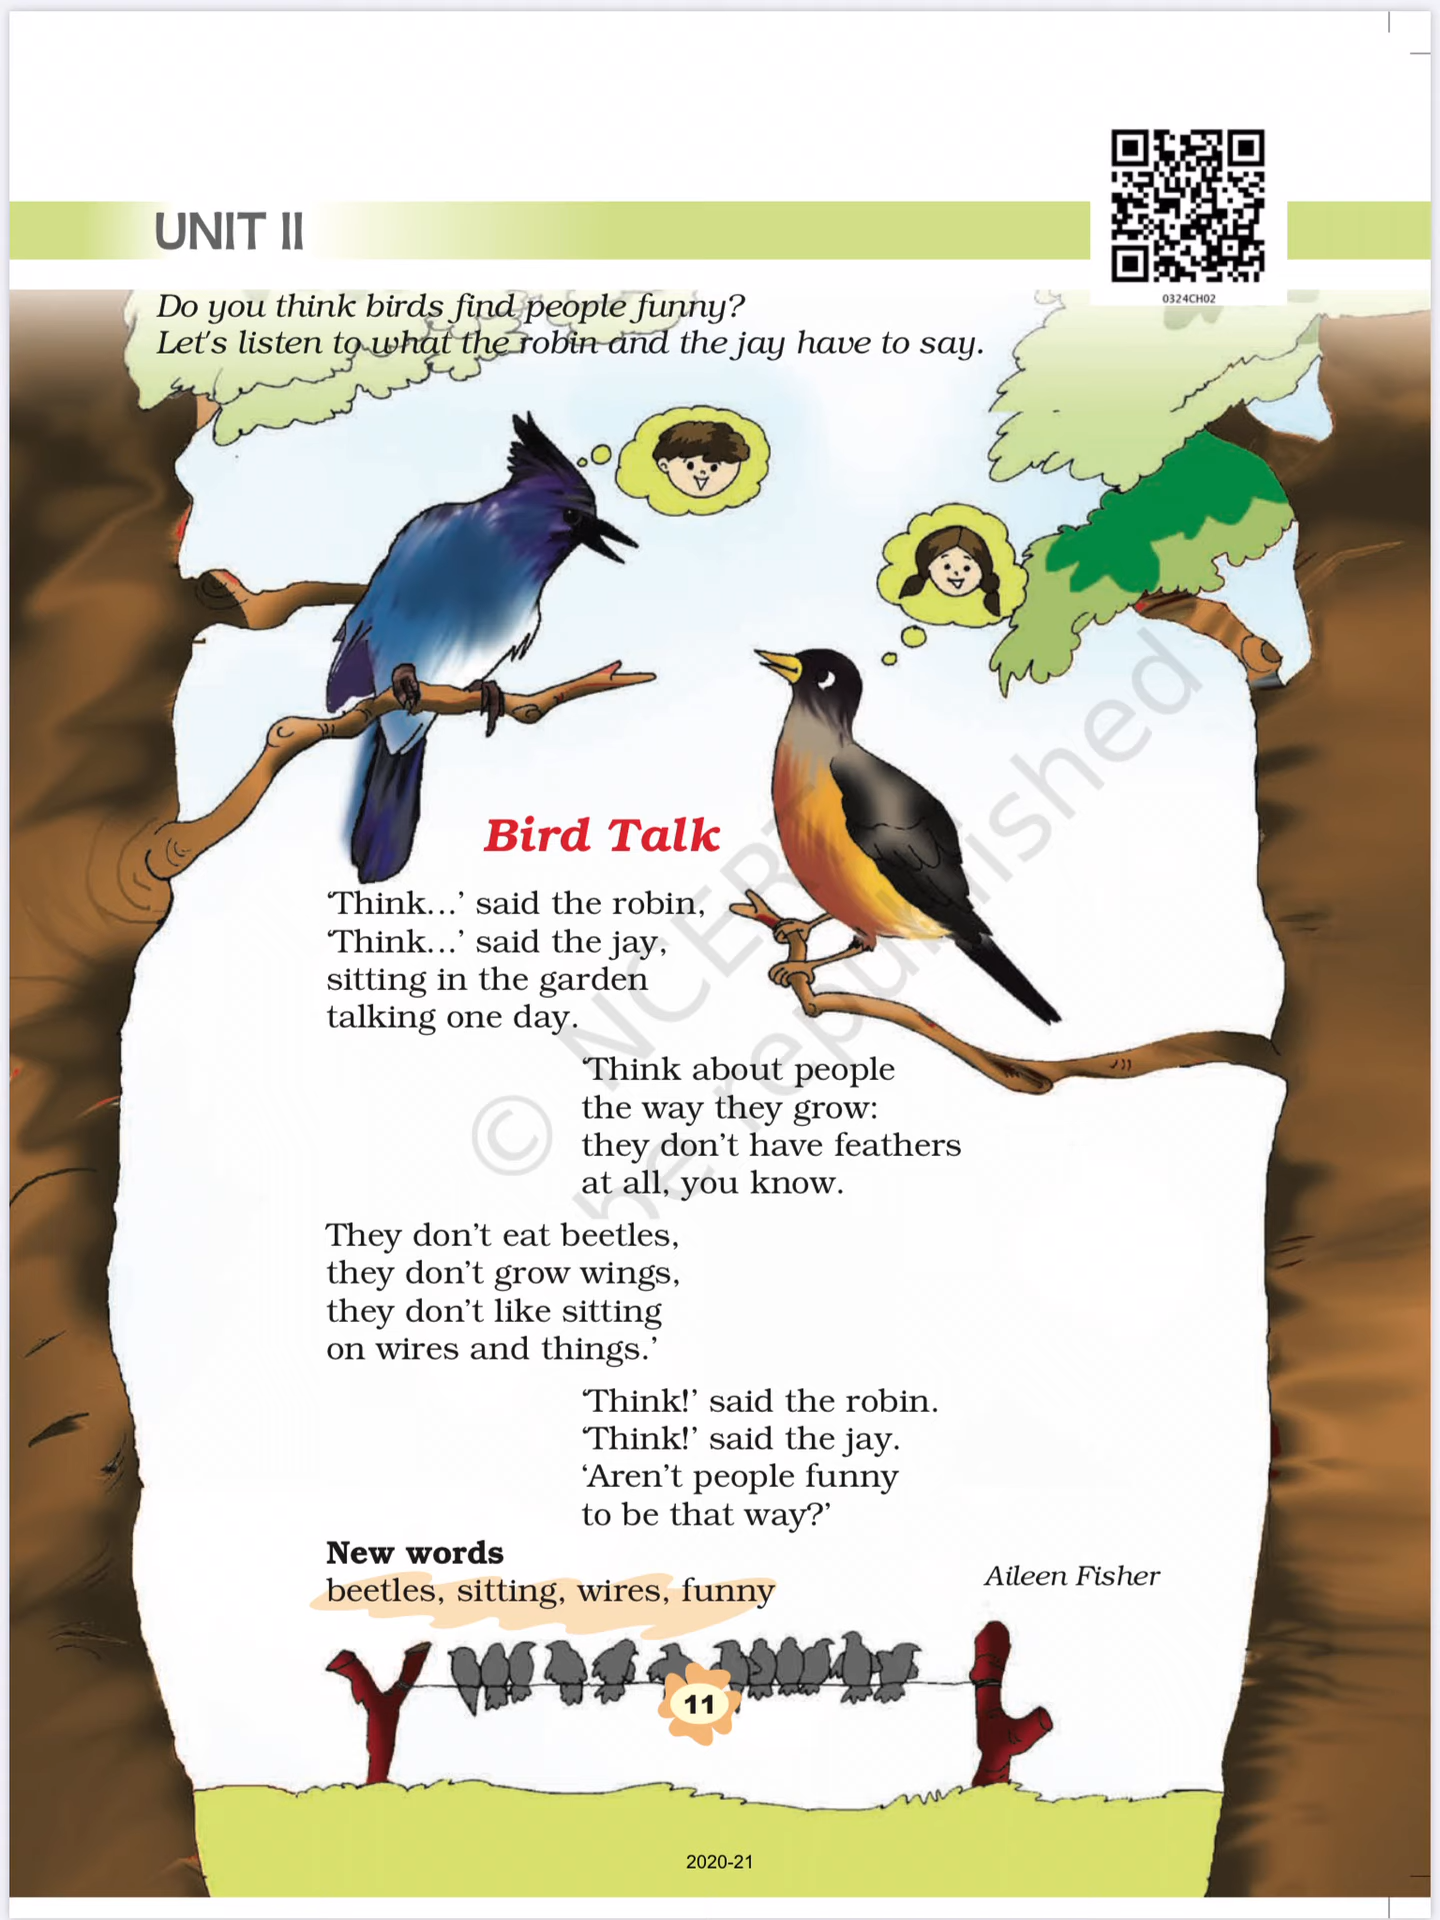 0324CH02
UNIT II
Do you think birds find people funny?
Let's listen to what the robin and the jay have to say.
Bird Talk
‘Think...’ said the robin,
‘Think...’ said the jay,
sitting in the garden
talking one day.
‘Think about people
the way they grow:
they don’t have feathers
at all, you know.
They don’t eat beetles,
they don’t grow wings,
they don’t like sitting
on wires and things.’
‘Think!’ said the robin.
‘Think!’ said the jay.
‘Aren’t people funny
to be that way?’
New words
beetles, sitting, wires, funny
Aileen Fisher
11
2020-21
© NCERT
be republished